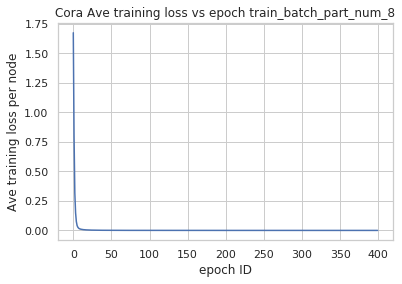 Cora Ave training loss vs epoch train_batch_part_num_8
1.75
1.50
1.25
1.00
0.75
0.50
0.25
0.00
Ave training loss per node
0 50 100 150 200 250 300 350 400
epoch ID